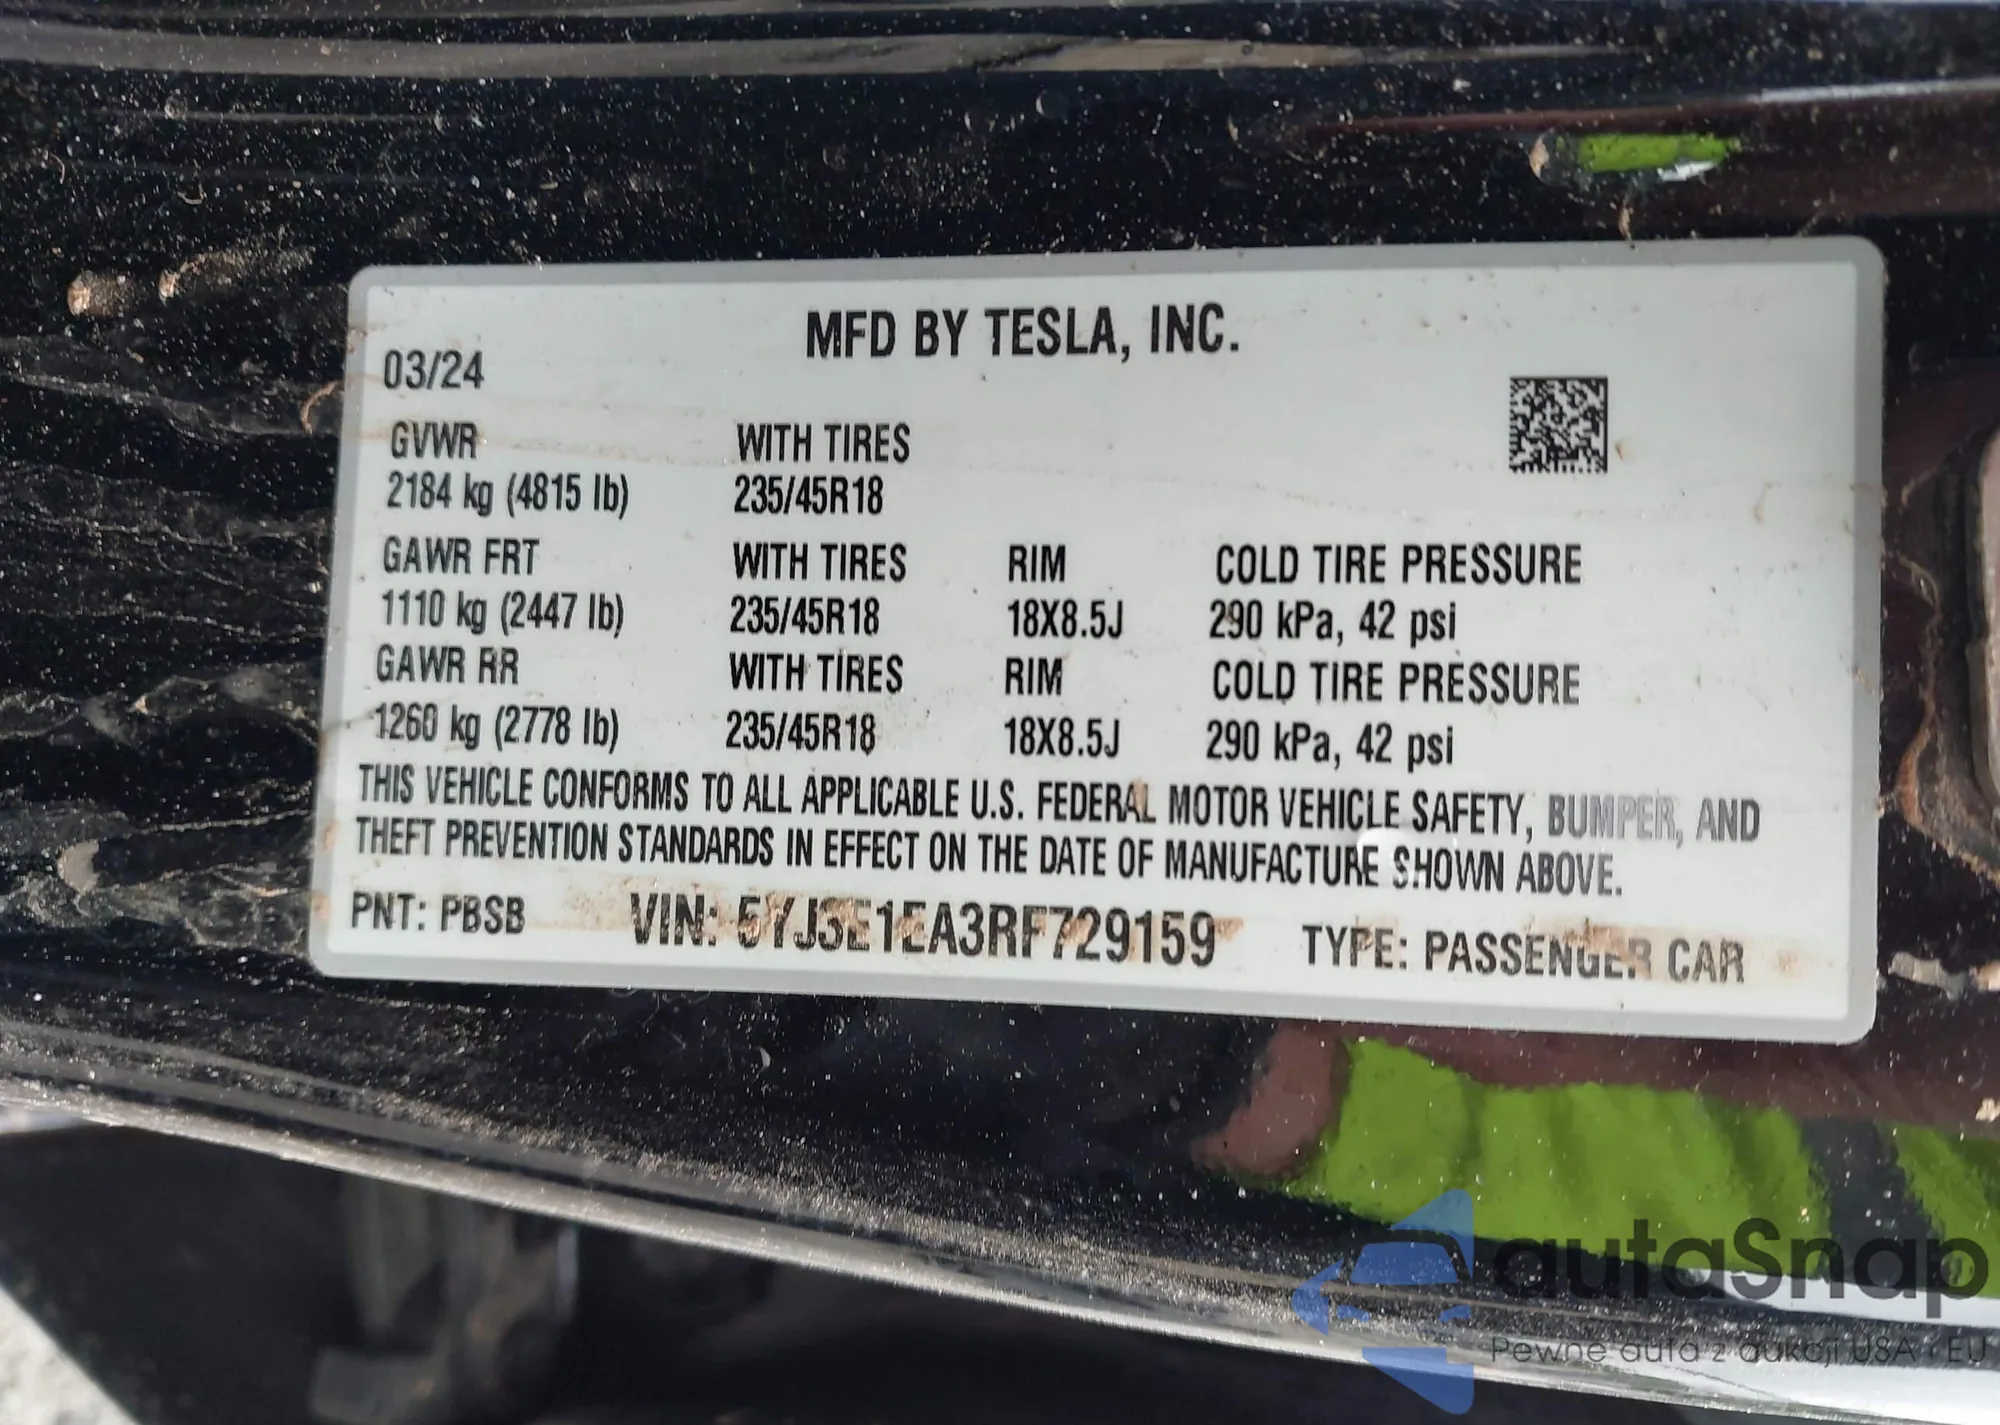 MFD BY TESLA, INC.
03/24
GVWR WITH TIRES
2184 kg (4815 lb) 235/45R18
GAWR FRT WITH TIRES RIM COLD TIRE PRESSURE
1110 kg (2447 lb) 235/45R18 18X8.5J 290 kPa, 42 psi
GAWR RR WITH TIRES RIM COLD TIRE PRESSURE
1260 kg (2778 lb) 235/45R18 18X8.5J 290 kPa, 42 psi
THIS VEHICLE CONFORMS TO ALL APPLICABLE U.S. FEDERAL MOTOR VEHICLE SAFETY, BUMPER, AND
THEFT PREVENTION STANDARDS IN EFFECT ON THE DATE OF MANUFACTURE SHOWN ABOVE.
PNT: PBSB VIN: 5YJ3E1EA3RF729159 TYPE: PASSENGER CAR
autaSnap
Pewne auta z aukcji USA i EU